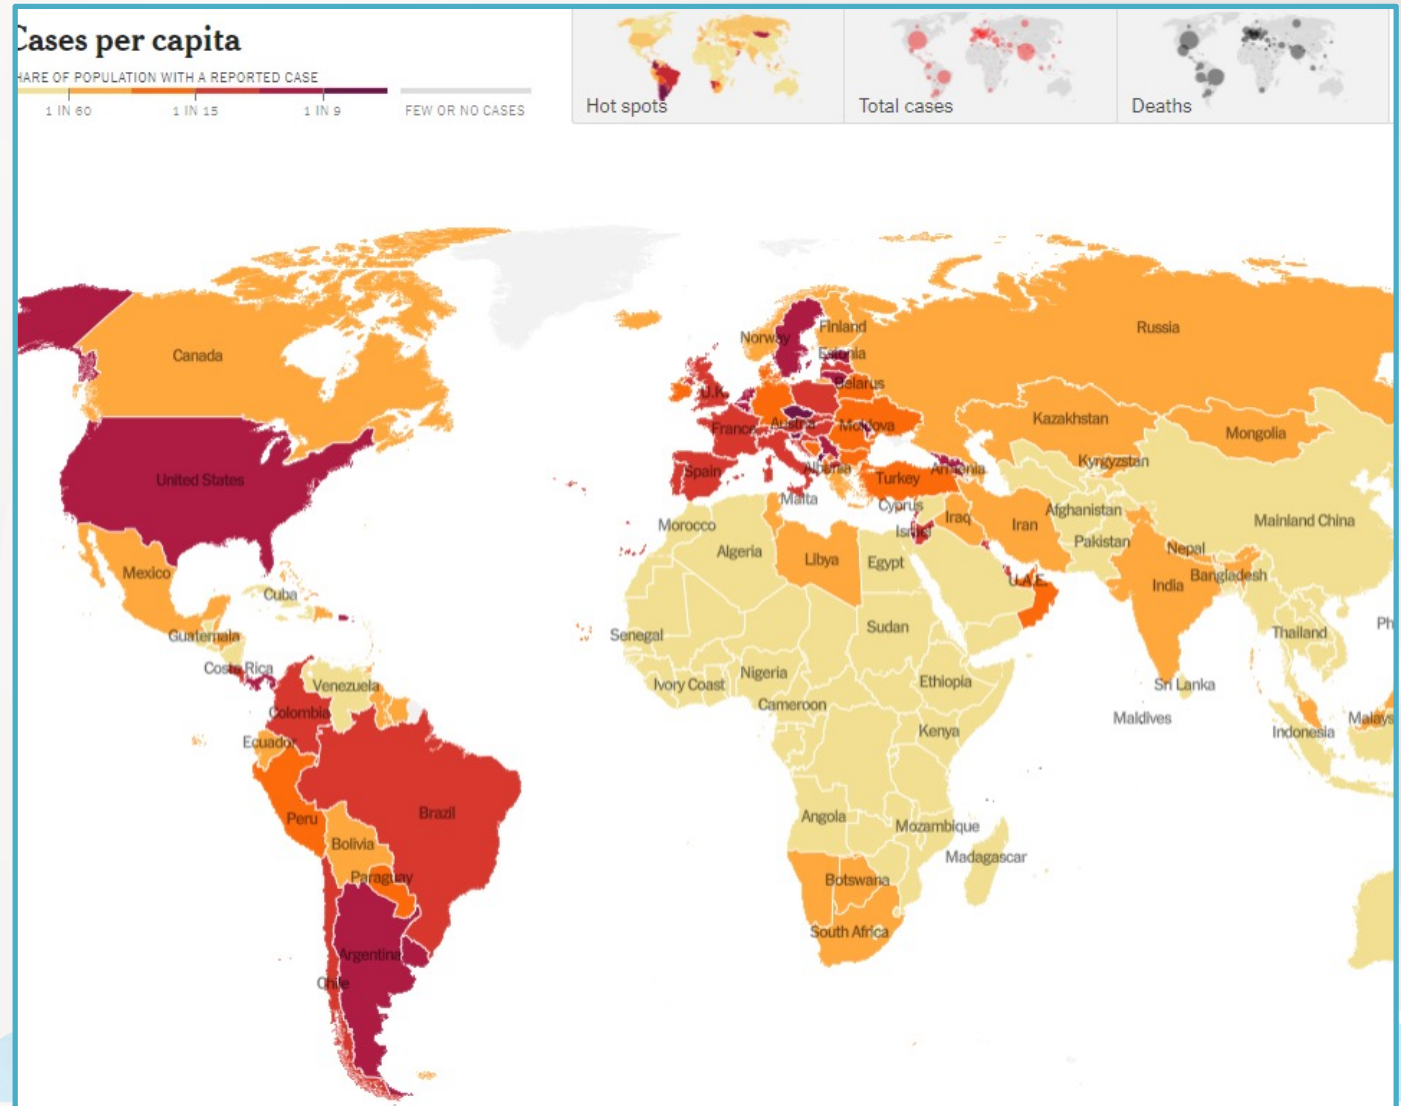 Cases per capita
HARE OF POPULATION WITH A REPORTED CASE
1 IN 60
1 IN 15
1 IN 9
FEW OR NO CASES
Hot spots
Total cases
Deaths
Canada
United States
Mexico
Cuba
Guatemala
Costa Rica
Venezuela
Colombia
Ecuador
Peru
Brazil
Bolivia
Paraguay
Argentina
Chile
Norway
Finland
Estonia
Belarus
U.K.
France
Austria
Moldova
Spain
Albania
Turkey
Armenia
Malta
Cyprus
Israel
Iraq
Iran
Russia
Kazakhstan
Mongolia
Kyrgyzstan
Afghanistan
Mainland China
Pakistan
Nepal
India
Bangladesh
U.A.E.
Morocco
Algeria
Libya
Egypt
Senegal
Sudan
Ivory Coast
Nigeria
Cameroon
Ethiopia
Kenya
Thailand
Ph
Sri Lanka
Maldives
Indonesia
Malays
Angola
Mozambique
Madagascar
Botswana
South Africa